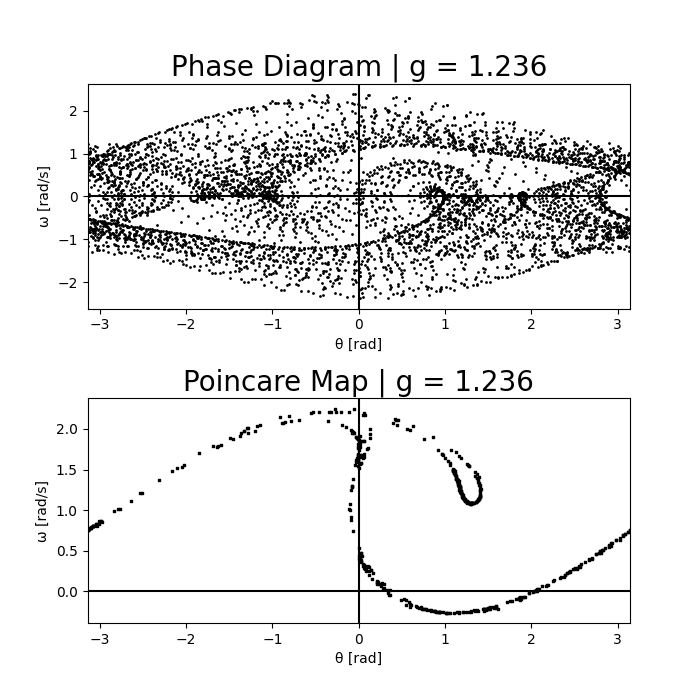 Phase Diagram | g = 1.236
2
1
0
−1
−2
ω [rad/s]
−3 −2 −1 0 1 2 3
θ [rad]
Poincare Map | g = 1.236
2.0
1.5
1.0
0.5
0.0
ω [rad/s]
−3 −2 −1 0 1 2 3
θ [rad]